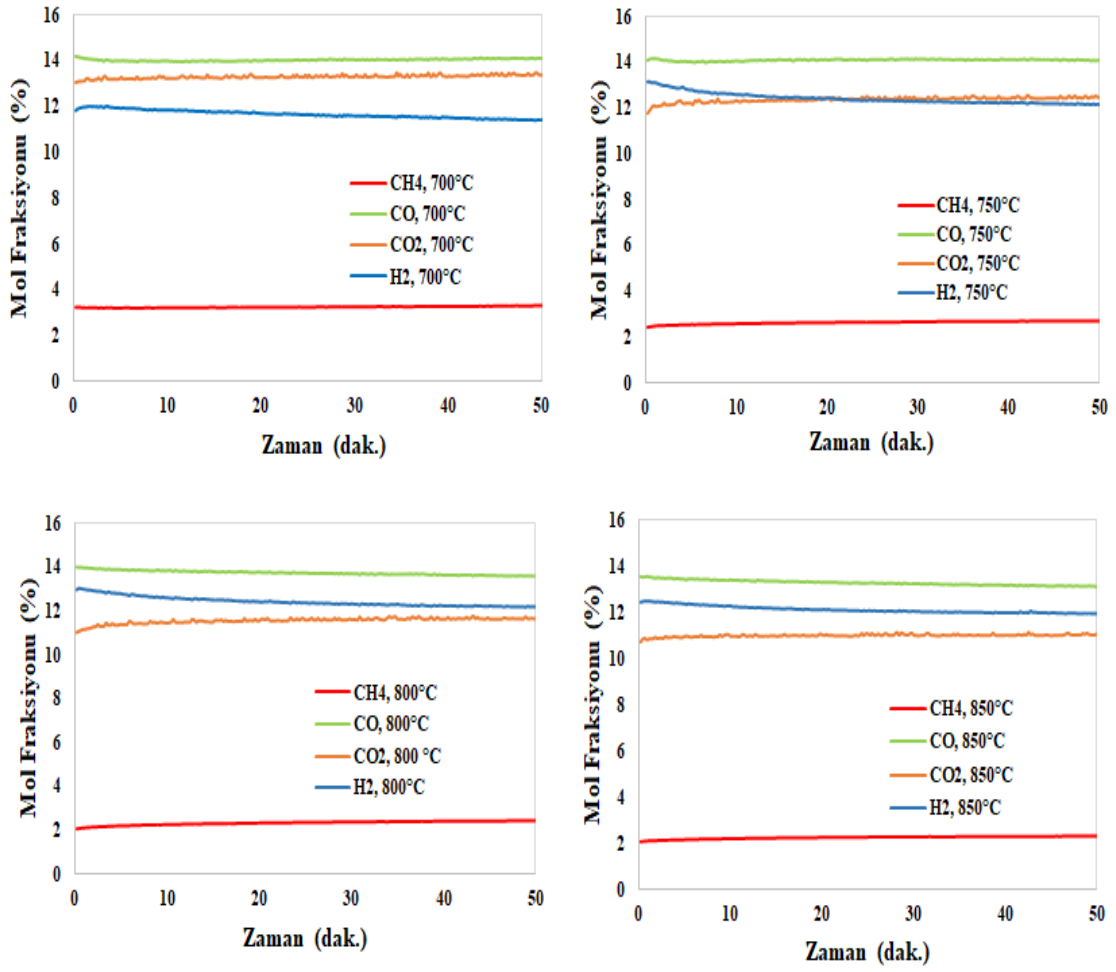 Mol Fraksiyonu (%)
16
14
12
10
8
6
4
2
0
CH4, 700°C
CO, 700°C
CO2, 700°C
H2, 700°C
0 10 20 30 40 50
Zaman (dak.)
Mol Fraksiyonu (%)
16
14
12
10
8
6
4
2
0
CH4, 750°C
CO, 750°C
CO2, 750°C
H2, 750°C
0 10 20 30 40 50
Zaman (dak.)
Mol Fraksiyonu (%)
16
14
12
10
8
6
4
2
0
CH4, 800°C
CO, 800°C
CO2, 800 °C
H2, 800°C
0 10 20 30 40 50
Zaman (dak.)
Mol Fraksiyonu (%)
16
14
12
10
8
6
4
2
0
CH4, 850°C
CO, 850°C
CO2, 850°C
H2, 850°C
0 10 20 30 40 50
Zaman (dak.)